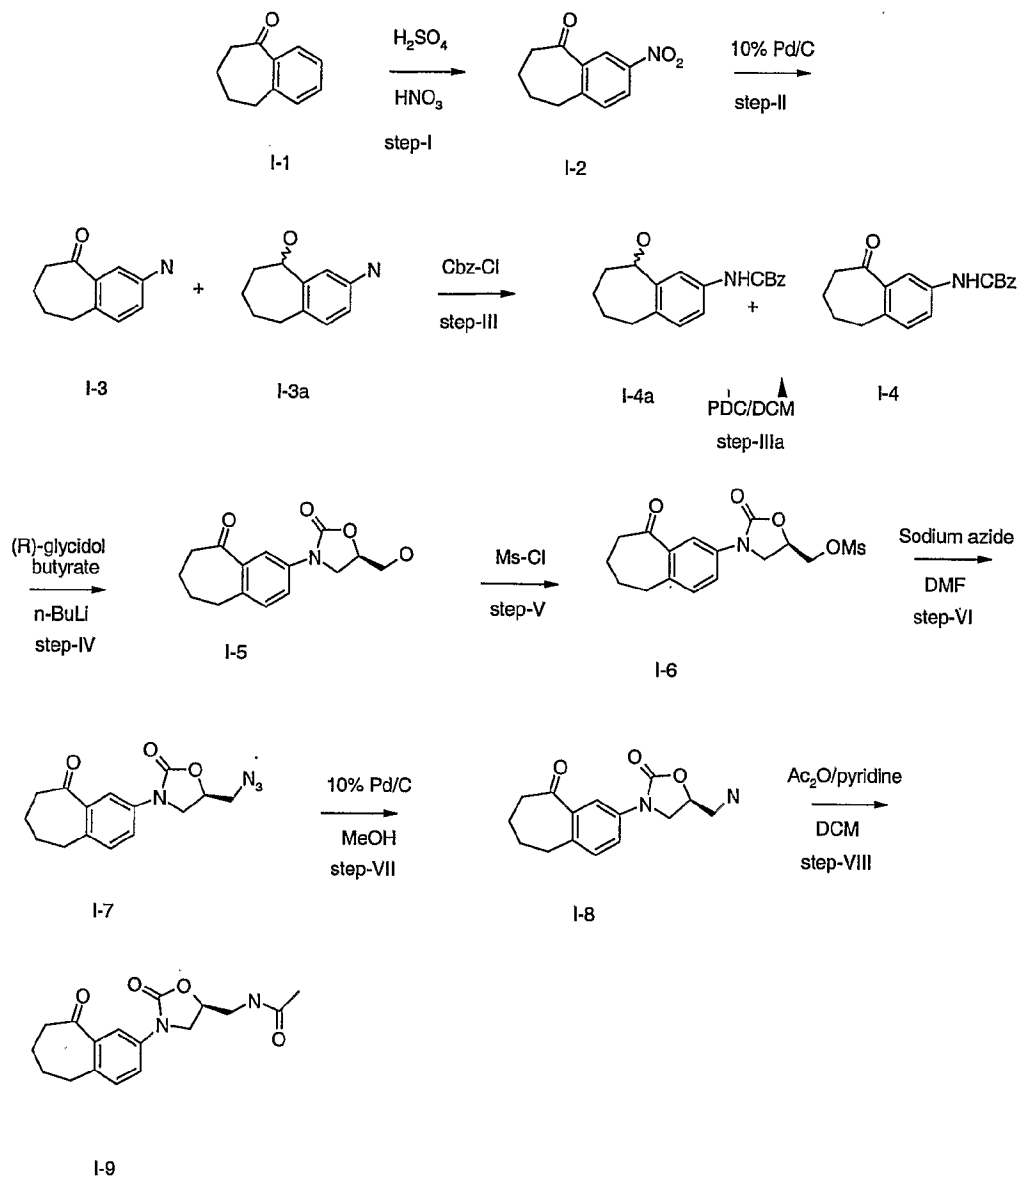 O
H₂SO₄
HNO₃
step-I
O
NO₂
10% Pd/C
step-II
I-1
I-2
O
N
+
O
N
Cbz-Cl
step-III
O
NHCBz
+
O
NHCBz
I-3
I-3a
I-4a
PDC/DCM
step-IIIa
I-4
(R)-glycidol
butyrate
n-BuLi
step-IV
O
O
O
N
O
I-5
Ms-Cl
step-V
O
O
O
N
OMs
I-6
Sodium azide
DMF
step-VI
O
O
O
N
N₃
I-7
10% Pd/C
MeOH
step-VII
O
O
O
N
N
I-8
Ac₂O/pyridine
DCM
step-VIII
O
O
O
N
N
O
I-9